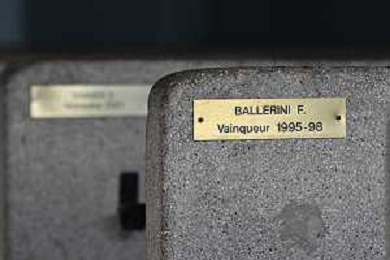 BALLERINI F.
Vainqueur 1995-98